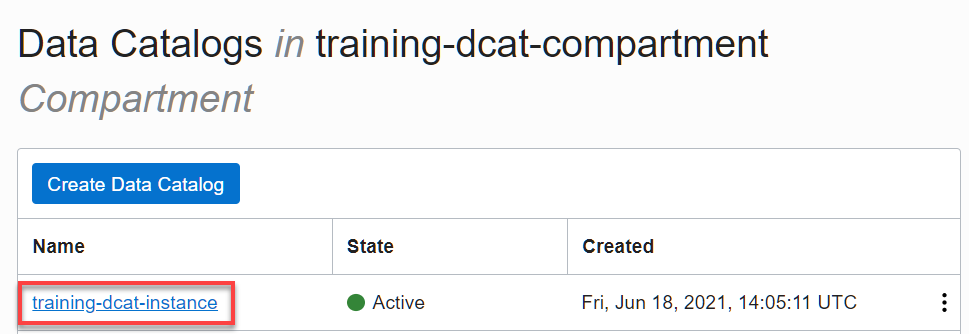 Data Catalogs in training-dcat-compartment
Compartment
Create Data Catalog
Name State Created
training-dcat-instance Active Fri, Jun 18, 2021, 14:05:11 UTC